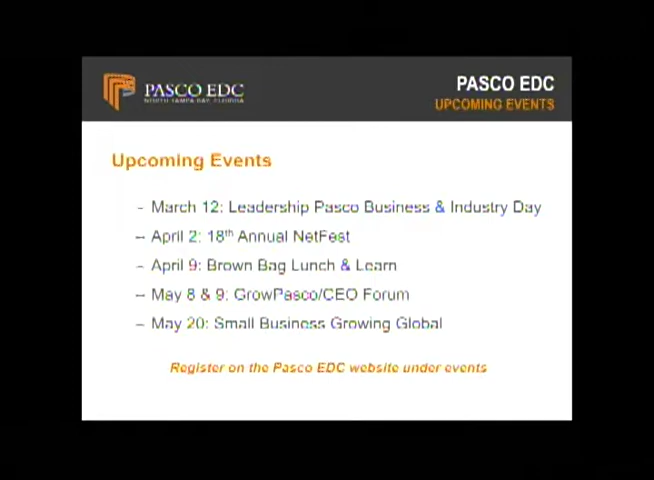 PASCO EDC
NORTH TAMPA BAY, FLORIDA
PASCO EDC
UPCOMING EVENTS
Upcoming Events
– March 12: Leadership Pasco Business & Industry Day
– April 2: 18th Annual NetFest
– April 9: Brown Bag Lunch & Learn
– May 8 & 9: GrowPasco/CEO Forum
– May 20: Small Business Growing Global
Register on the Pasco EDC website under events